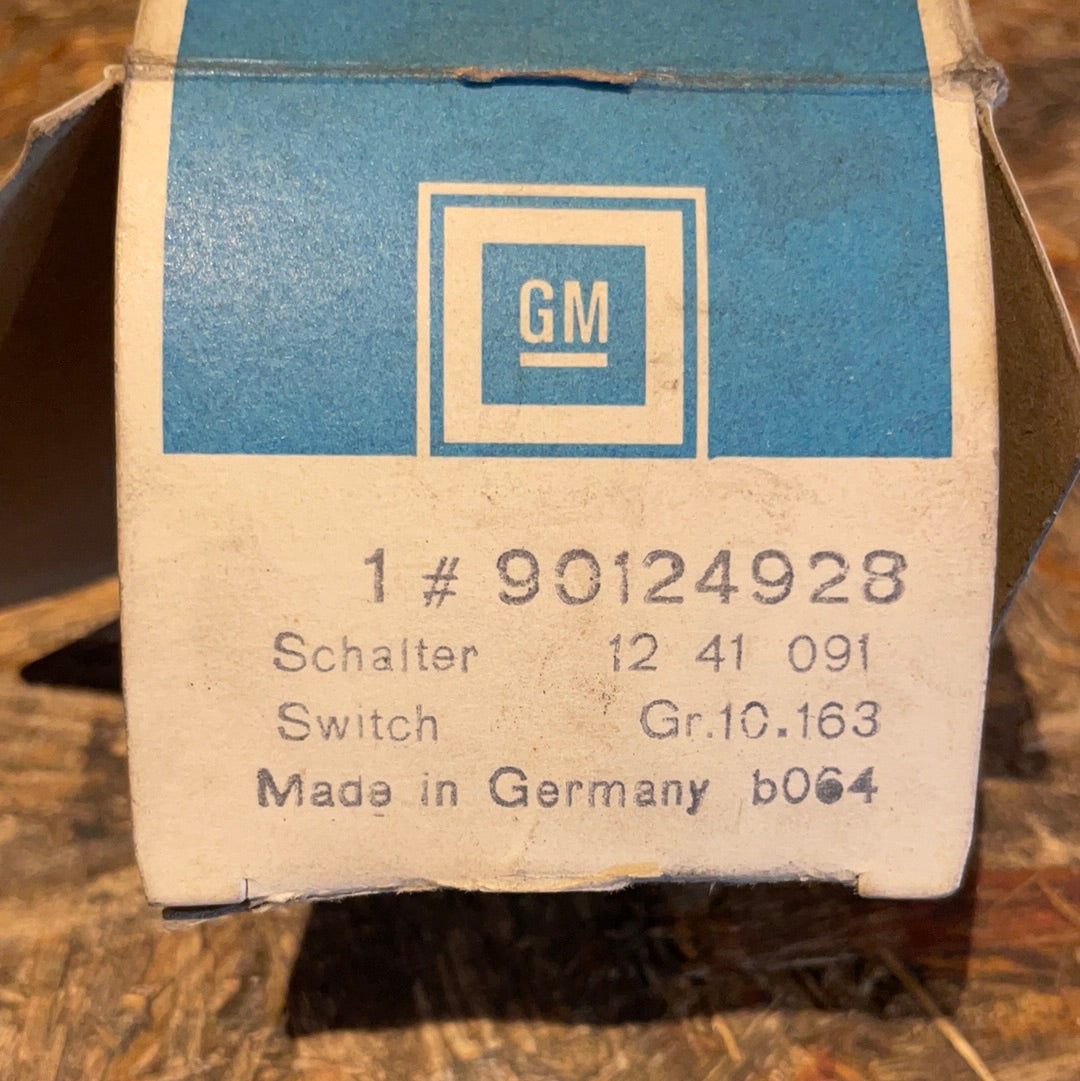 GM
1 # 90124928
Schalter 12 41 091
Switch Gr.10.163
Made in Germany b064